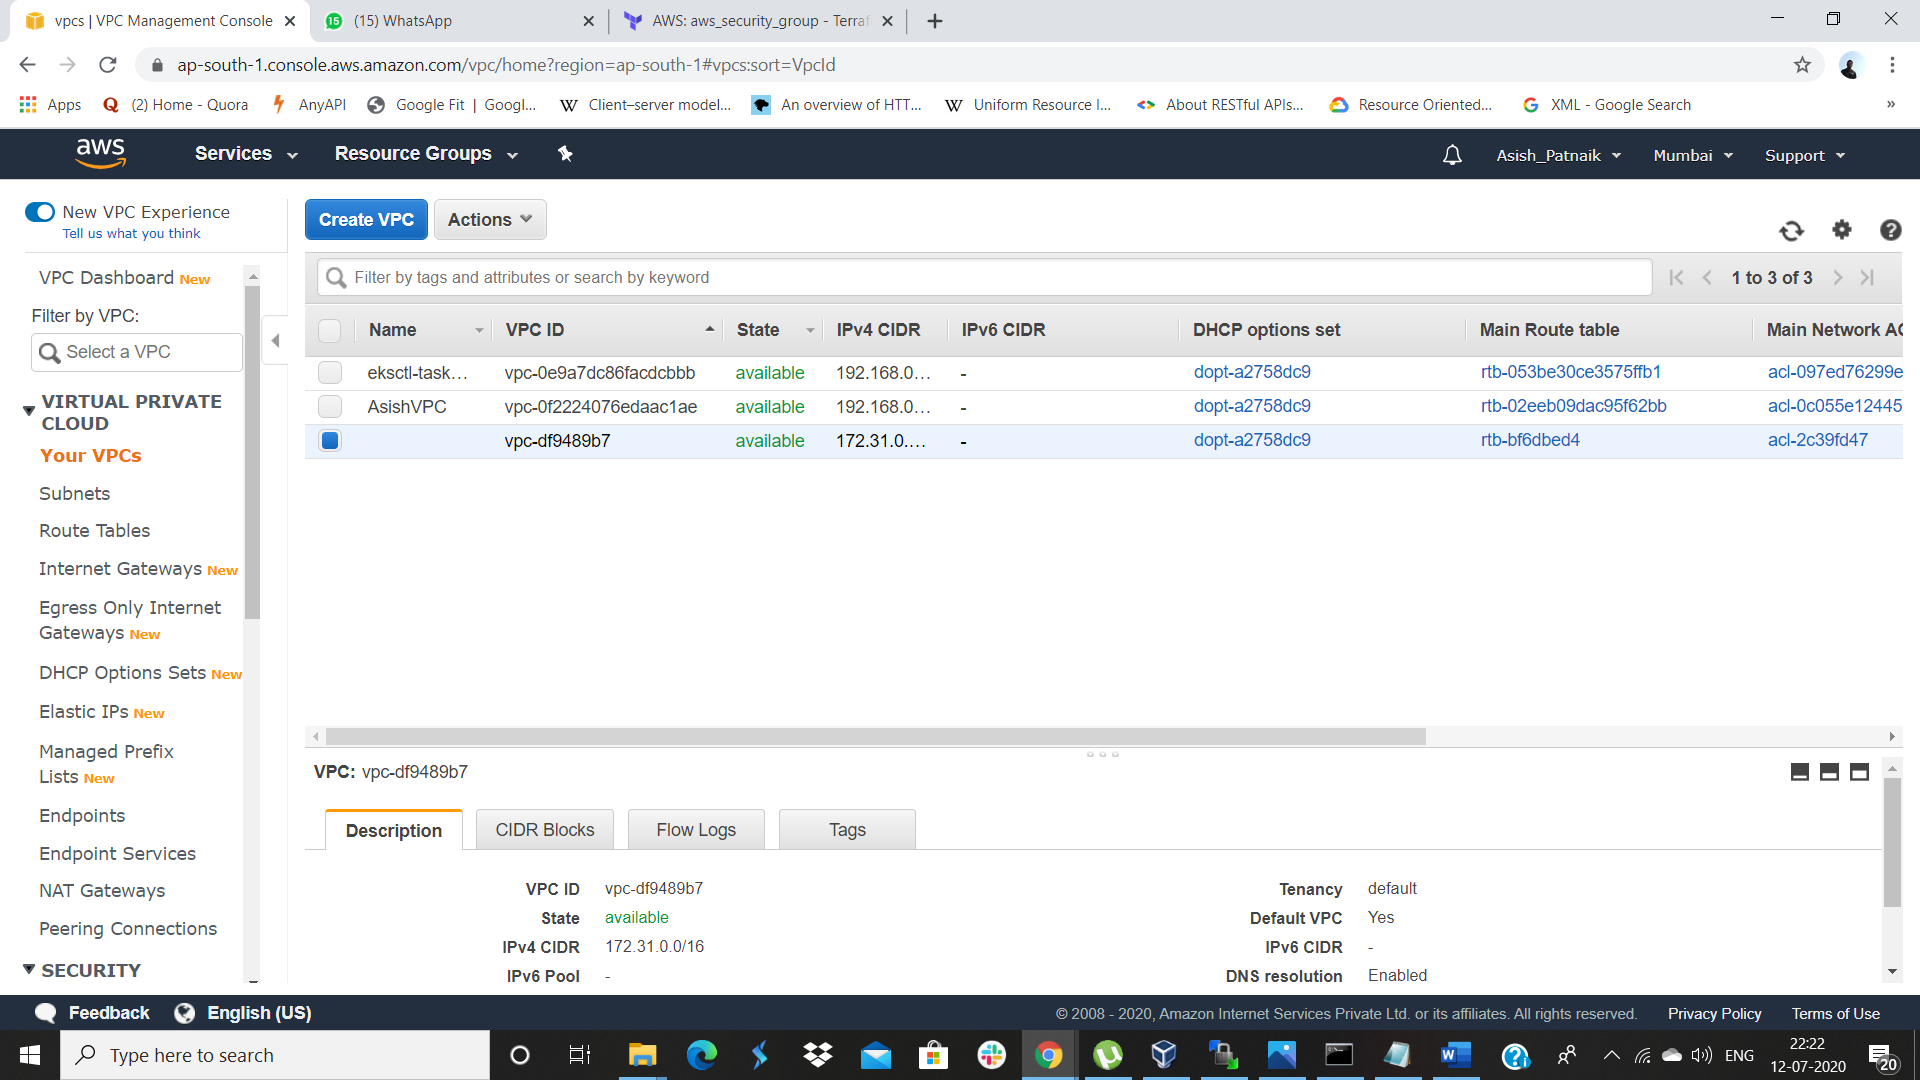 vpcs | VPC Management Console
15
(15) WhatsApp
AWS: aws_security_group - Terraf
ap-south-1.console.aws.amazon.com/vpc/home?region=ap-south-1#vpcs:sort=VpcId
Apps
(2) Home - Quora
AnyAPI
Google Fit | Googl...
Client–server model...
An overview of HTT...
Uniform Resource I...
About RESTful APIs...
Resource Oriented...
XML - Google Search
»
aws
Services
Resource Groups
Asish_Patnaik
Mumbai
Support
New VPC Experience
Tell us what you think
VPC Dashboard New
Filter by VPC:
Select a VPC
VIRTUAL PRIVATE
CLOUD
Your VPCs
Subnets
Route Tables
Internet Gateways New
Egress Only Internet
Gateways New
DHCP Options Sets New
Elastic IPs New
Managed Prefix
Lists New
Endpoints
Endpoint Services
NAT Gateways
Peering Connections
SECURITY
Create VPC
Actions
Filter by tags and attributes or search by keyword
1 to 3 of 3
Name VPC ID State IPv4 CIDR IPv6 CIDR DHCP options set Main Route table Main Network AC
eksctl-task... vpc-0e9a7dc86facdcbbb available 192.168.0... - dopt-a2758dc9 rtb-053be30ce3575ffb1 acl-097ed76299e
AsishVPC vpc-0f2224076edaac1ae available 192.168.0... - dopt-a2758dc9 rtb-02eeb09dac95f62bb acl-0c055e12445
vpc-df9489b7 available 172.31.0.... - dopt-a2758dc9 rtb-bf6dbed4 acl-2c39fd47
VPC: vpc-df9489b7
Description
CIDR Blocks
Flow Logs
Tags
VPC ID vpc-df9489b7
State available
IPv4 CIDR 172.31.0.0/16
IPv6 Pool -
Tenancy default
Default VPC Yes
IPv6 CIDR -
DNS resolution Enabled
Feedback
English (US)
© 2008 - 2020, Amazon Internet Services Private Ltd. or its affiliates. All rights reserved.
Privacy Policy
Terms of Use
Type here to search
ENG
22:22
12-07-2020
20